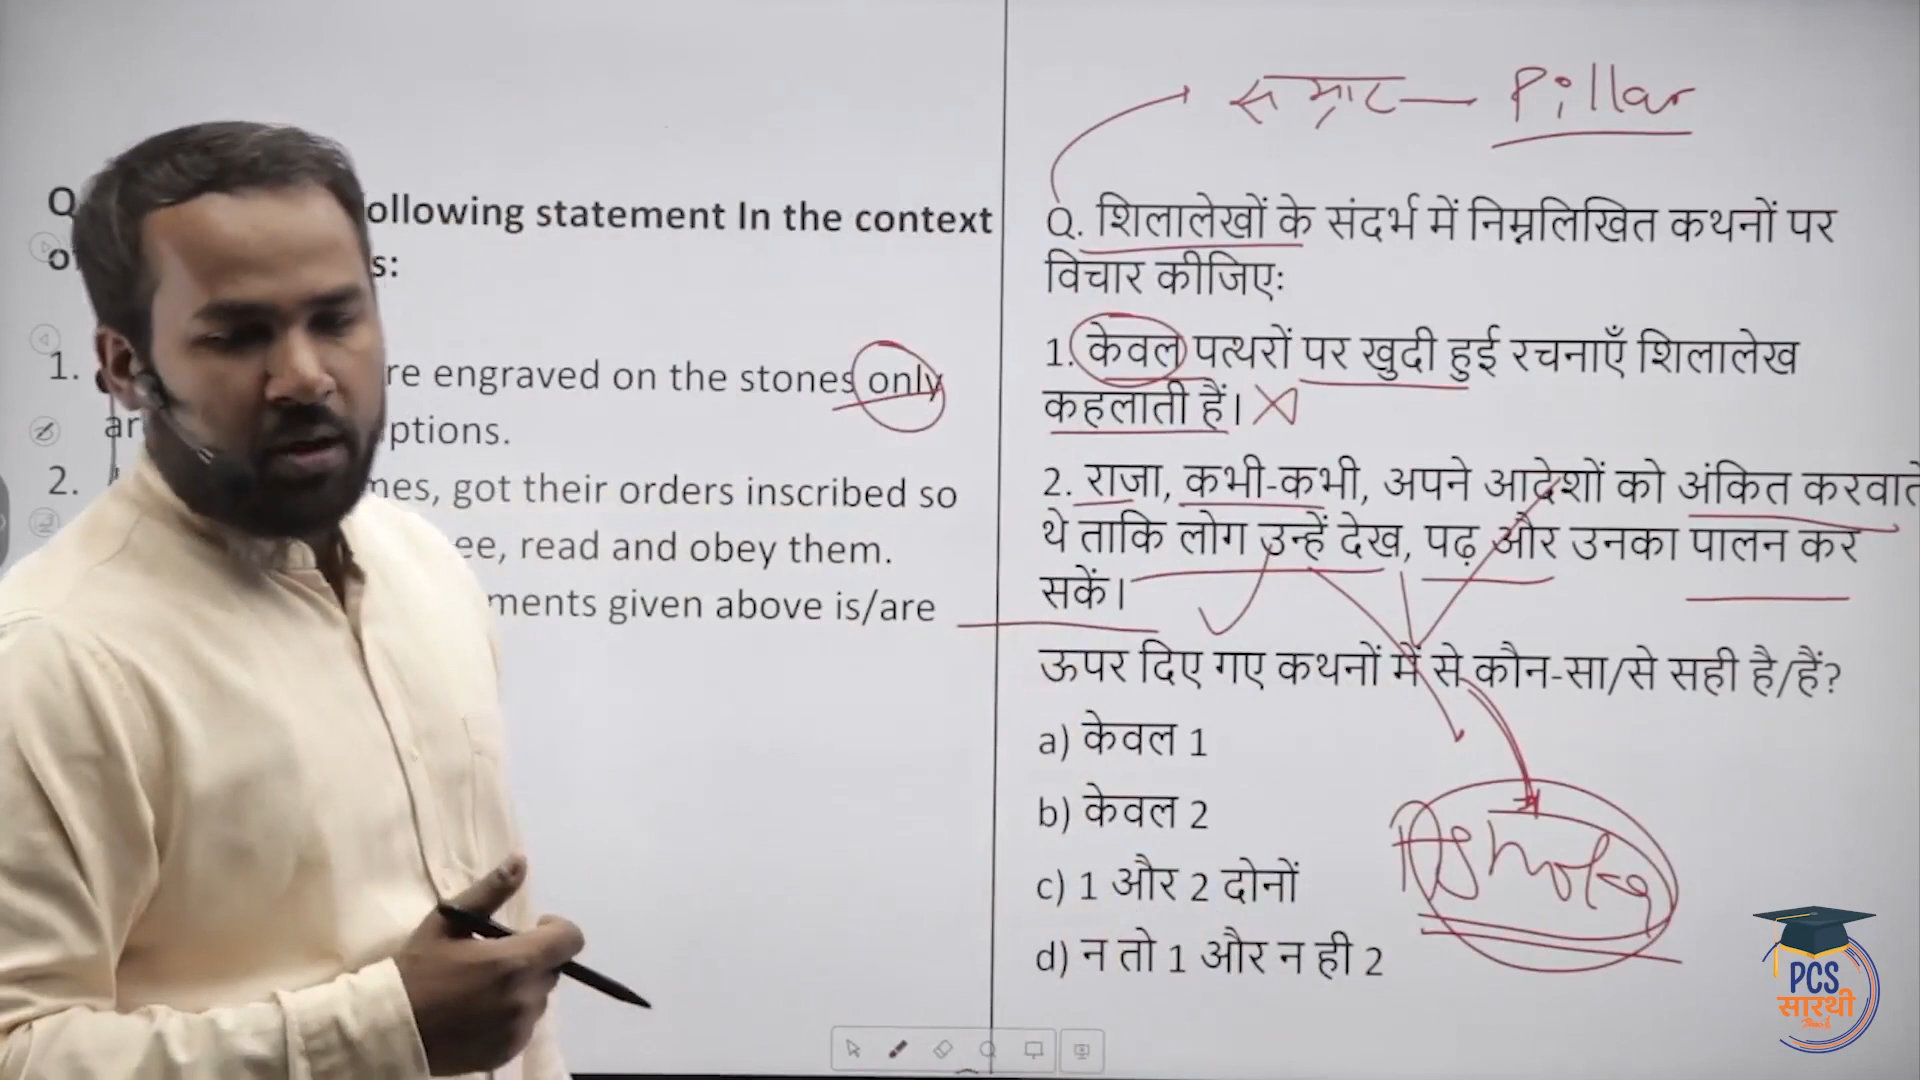 सम्राट — Pillar
Q ollowing statement In the context
o s:
1. re engraved on the stones only
ar ptions.
2. mes, got their orders inscribed so
ee, read and obey them.
ments given above is/are
Q. शिलालेखों के संदर्भ में निम्नलिखित कथनों पर
विचार कीजिएः
1. केवल पत्थरों पर खुदी हुई रचनाएँ शिलालेख
कहलाती हैं।
2. राजा, कभी-कभी, अपने आदेशों को अंकित करवाते
थे ताकि लोग उन्हें देख, पढ़ और उनका पालन कर
सकें।
ऊपर दिए गए कथनों में से कौन-सा/से सही है/हैं?
a) केवल 1
b) केवल 2
c) 1 और 2 दोनों
d) न तो 1 और न ही 2
Ashoka
PCS
सारथी